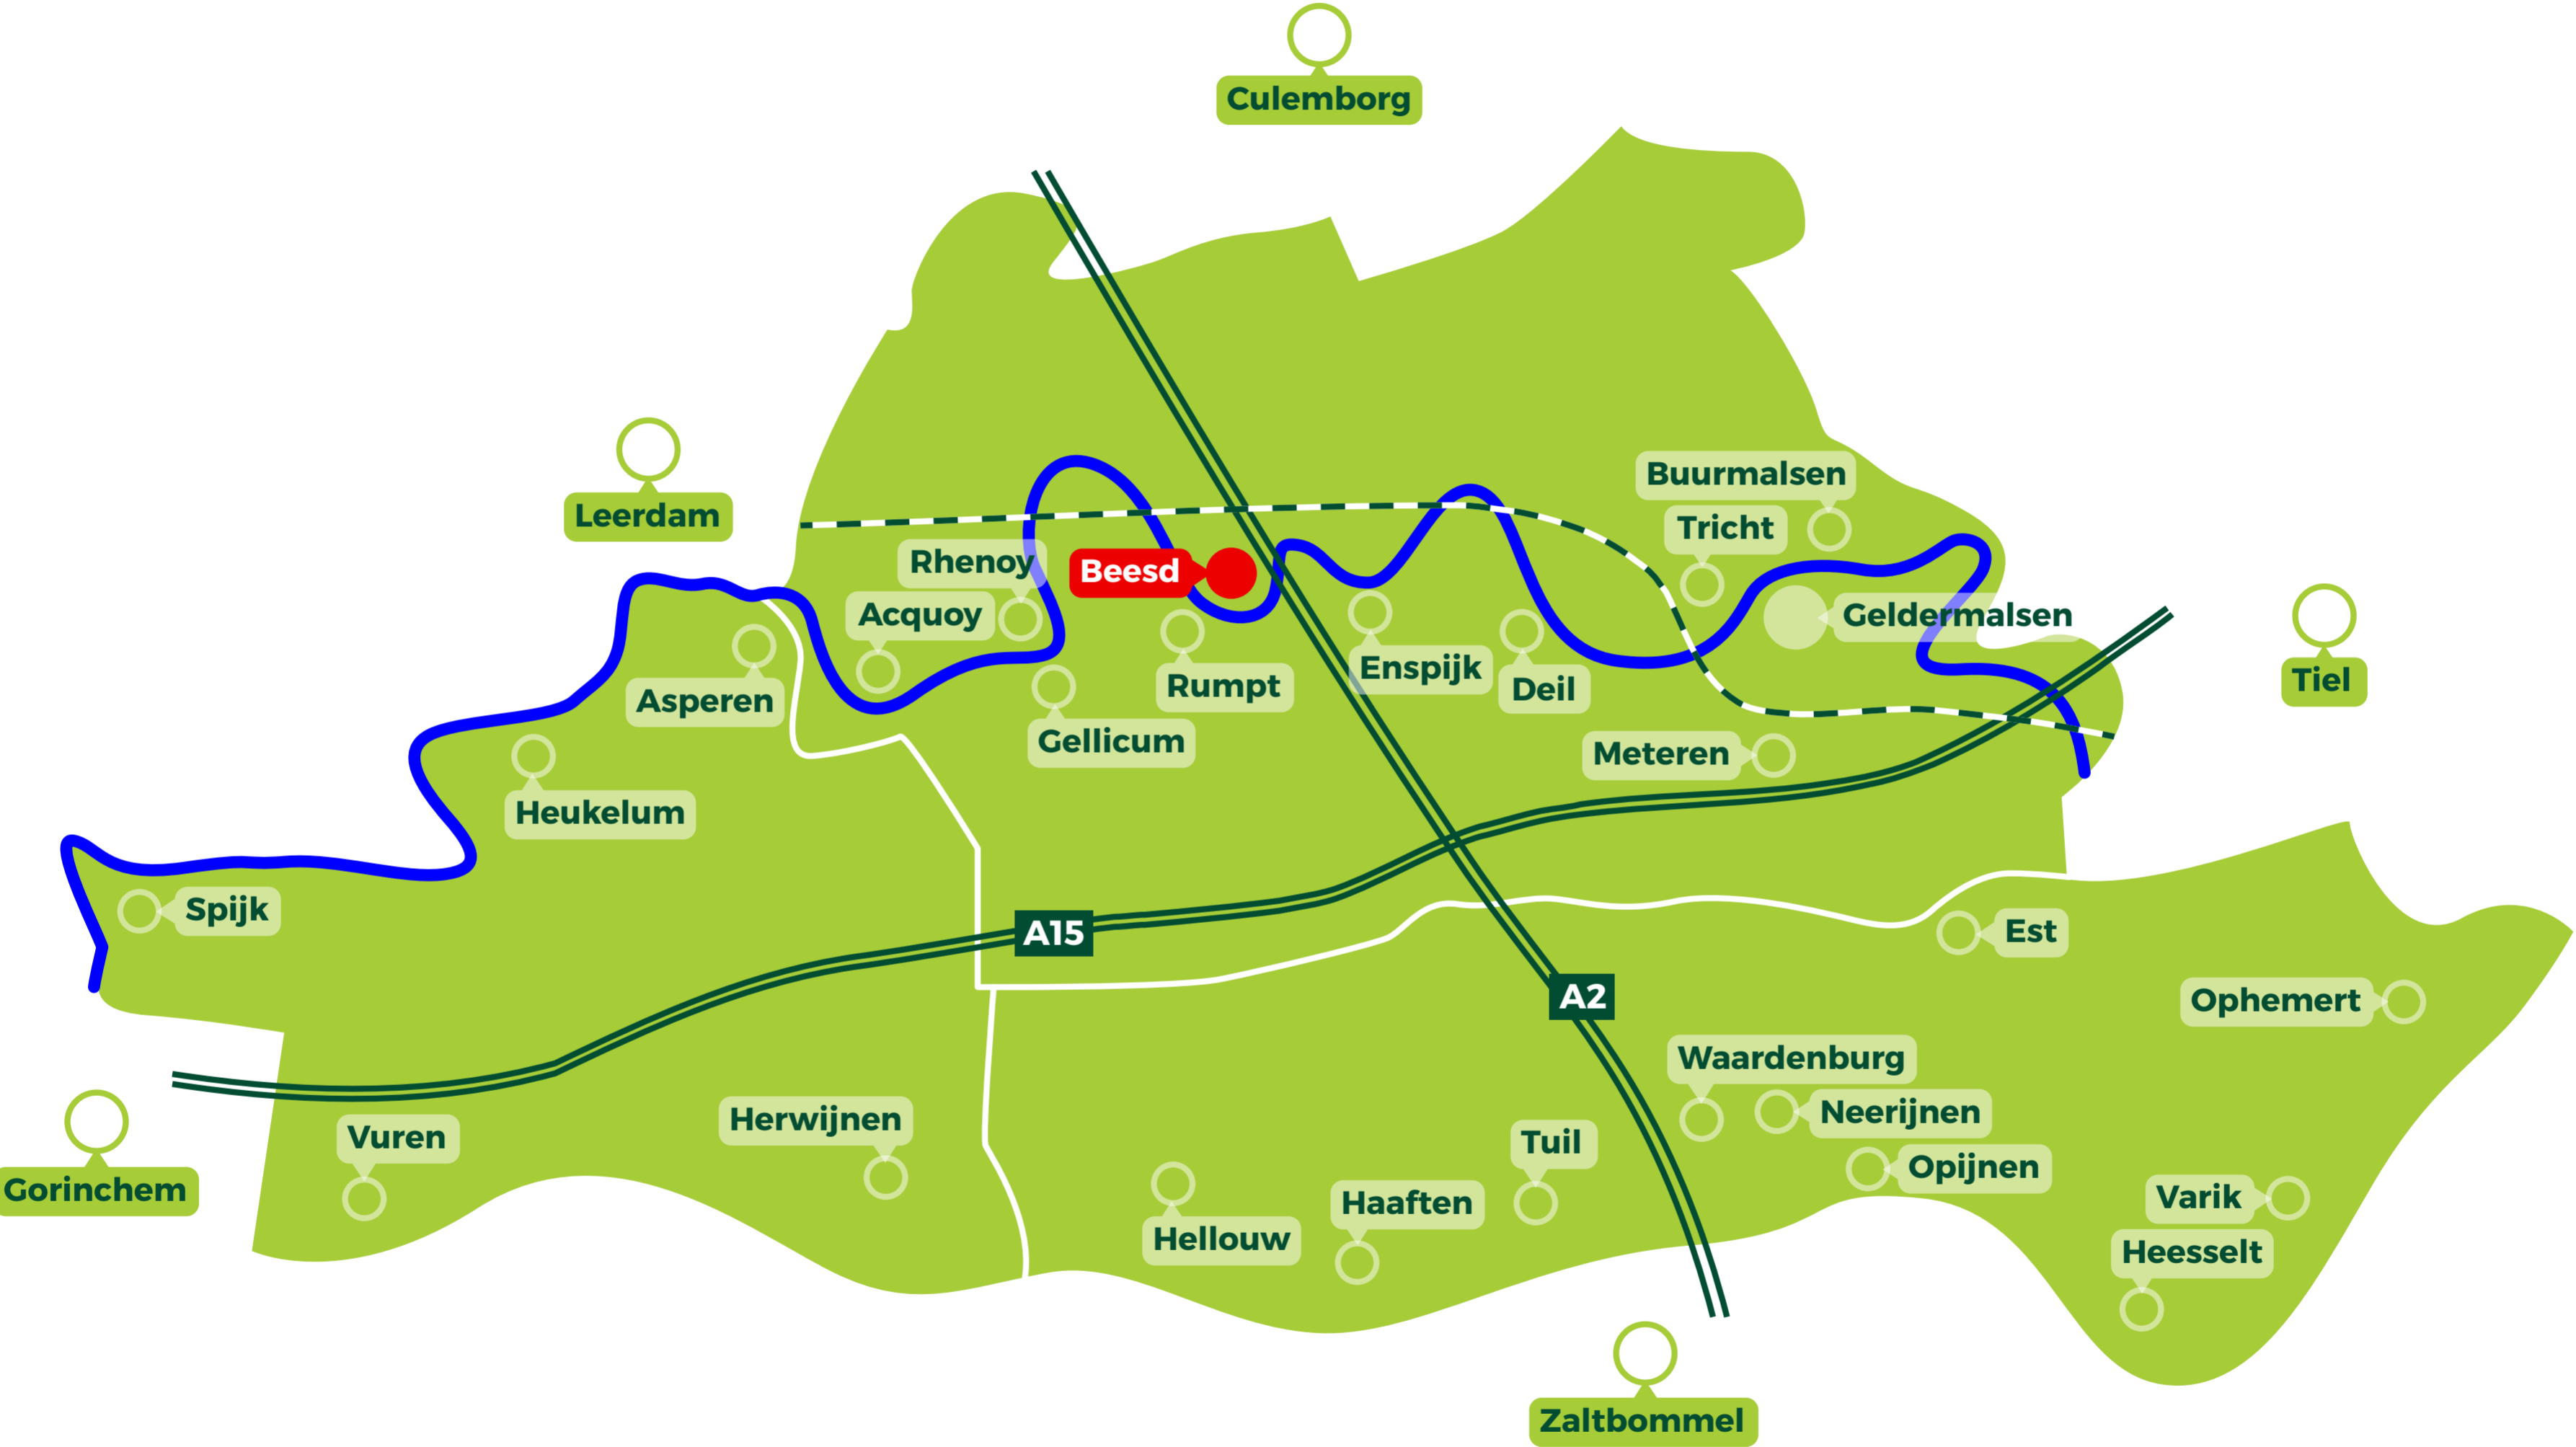 Culemborg
Leerdam
Buurmalsen
Tricht
Rhenoy
Beesd
Acquoy
Geldermalsen
Enspijk
Tiel
Rumpt
Deil
Asperen
Gellicum
Meteren
Heukelum
Spijk
A15
Est
A2
Ophemert
Waardenburg
Neerijnen
Herwijnen
Vuren
Tuil
Opijnen
Gorinchem
Varik
Haaften
Hellouw
Heesselt
Zaltbommel